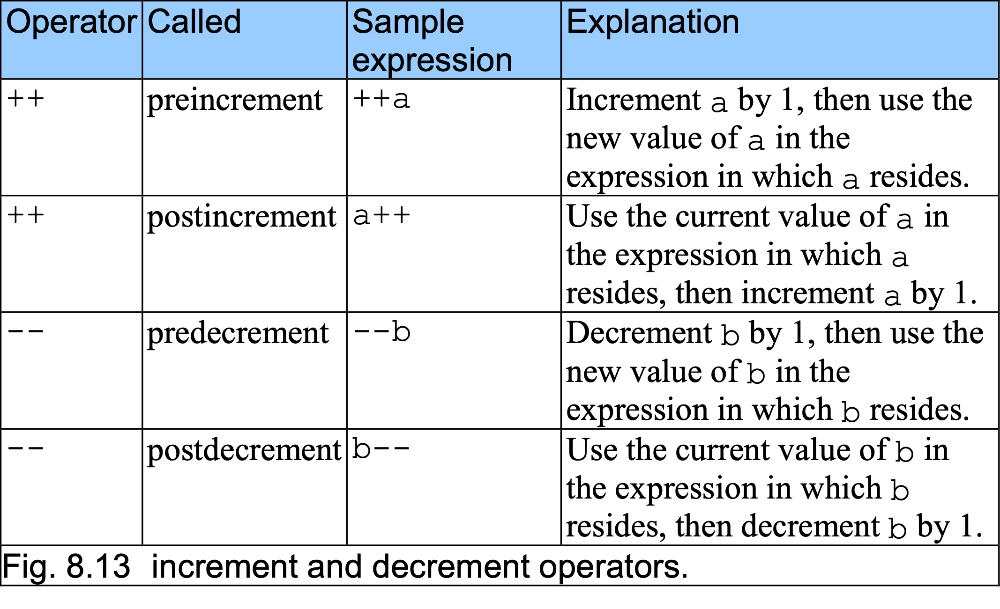 Operator Called Sample Explanation
expression
++ preincrement ++a Increment a by 1, then use the
new value of a in the
expression in which a resides.
++ postincrement a++ Use the current value of a in
the expression in which a
resides, then increment a by 1.
-- predecrement --b Decrement b by 1, then use the
new value of b in the
expression in which b resides.
-- postdecrement b-- Use the current value of b in
the expression in which b
resides, then decrement b by 1.
Fig. 8.13 increment and decrement operators.